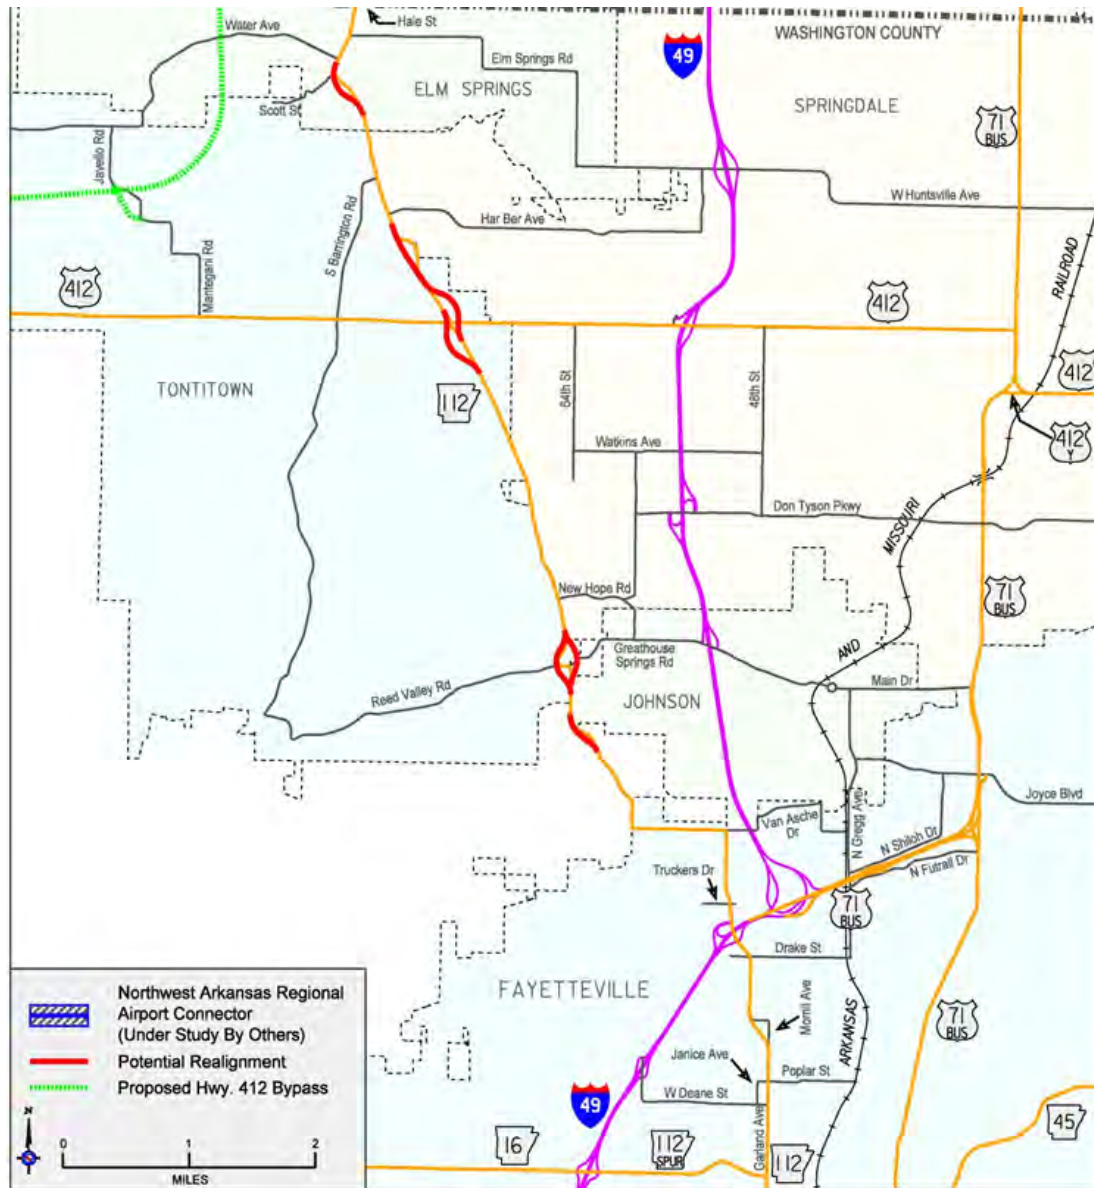 Hale St
Water Ave
49
WASHINGTON COUNTY
Elm Springs Rd
ELM SPRINGS
SPRINGDALE
Scott St
71
BUS
Javello Rd
W Huntsville Ave
Har Ber Ave
S Barrington Rd
Mantegani Rd
RAILROAD
412
412
412
TONTITOWN
112
64th St
48th St
412
Y
Watkins Ave
Don Tyson Pkwy
MISSOURI
New Hope Rd
71
BUS
Greathouse
Springs Rd
AND
Main Dr
Reed Valley Rd
JOHNSON
Joyce Blvd
Van Asche
Dr
N Gregg Ave
N Shiloh Dr
N Futrall Dr
Truckers Dr
71
BUS
Drake St
FAYETTEVILLE
Morrill Ave
ARKANSAS
71
BUS
Janice Ave
Poplar St
W Deane St
49
Garland Ave
16
112
SPUR
112
45
Northwest Arkansas Regional
Airport Connector
(Under Study By Others)
Potential Realignment
Proposed Hwy. 412 Bypass
N
0 1 2
MILES